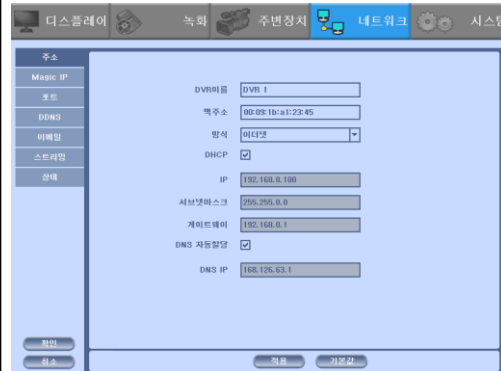 디스플레이 녹화 주변장치 네트워크 시스템
주소
Magic IP
포트
DDNS
이메일
스트리밍
상태
DVR이름 DVR 1
맥주소 00:09:1b:a1:23:45
방식 이더넷
DHCP
IP 192.168.0.100
서브넷마스크 255.255.0.0
게이트웨이 192.168.0.1
DNS 자동할당
DNS IP 168.126.63.1
확인
취소
적용 기본값